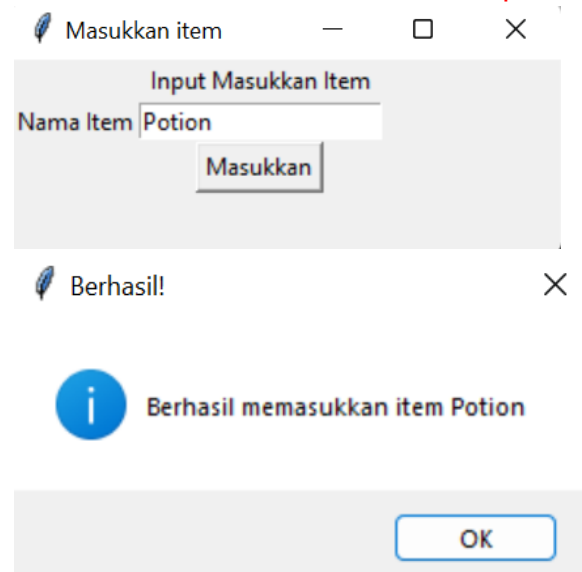 Masukkan item
Input Masukkan Item
Nama Item Potion
Masukkan
Berhasil!
Berhasil memasukkan item Potion
OK